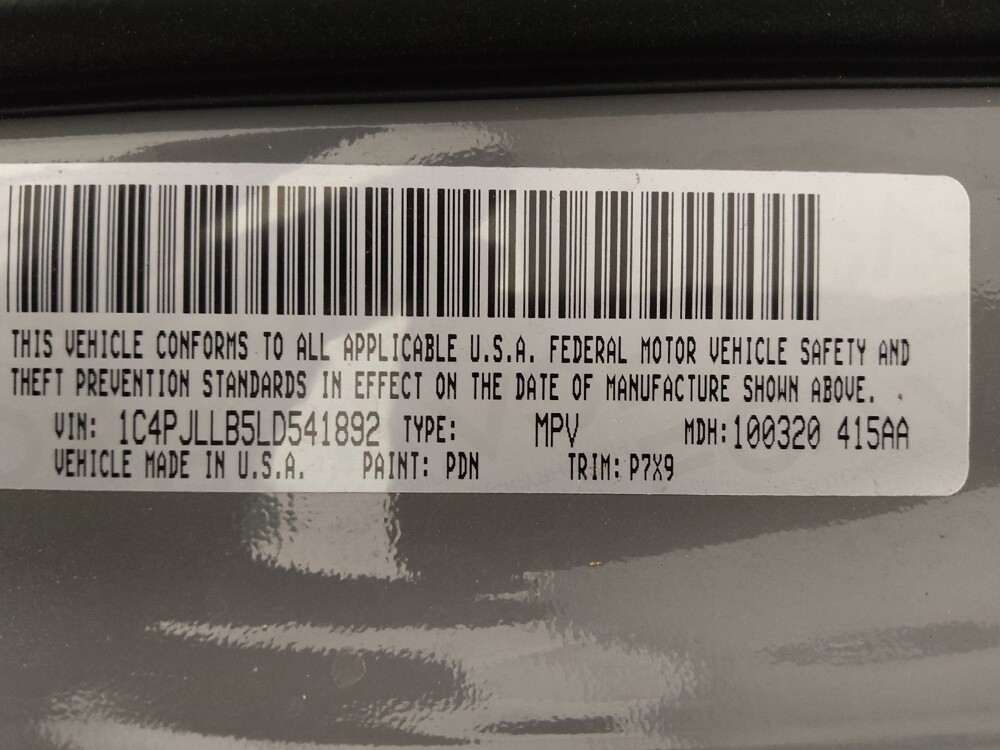 THIS VEHICLE CONFORMS TO ALL APPLICABLE U.S.A. FEDERAL MOTOR VEHICLE SAFETY AND
THEFT PREVENTION STANDARDS IN EFFECT ON THE DATE OF MANUFACTURE SHOWN ABOVE.
VIN: 1C4PJLLB5LD541892 TYPE: MPV MDH:100320 415AA
VEHICLE MADE IN U.S.A. PAINT: PDN TRIM: P7X9